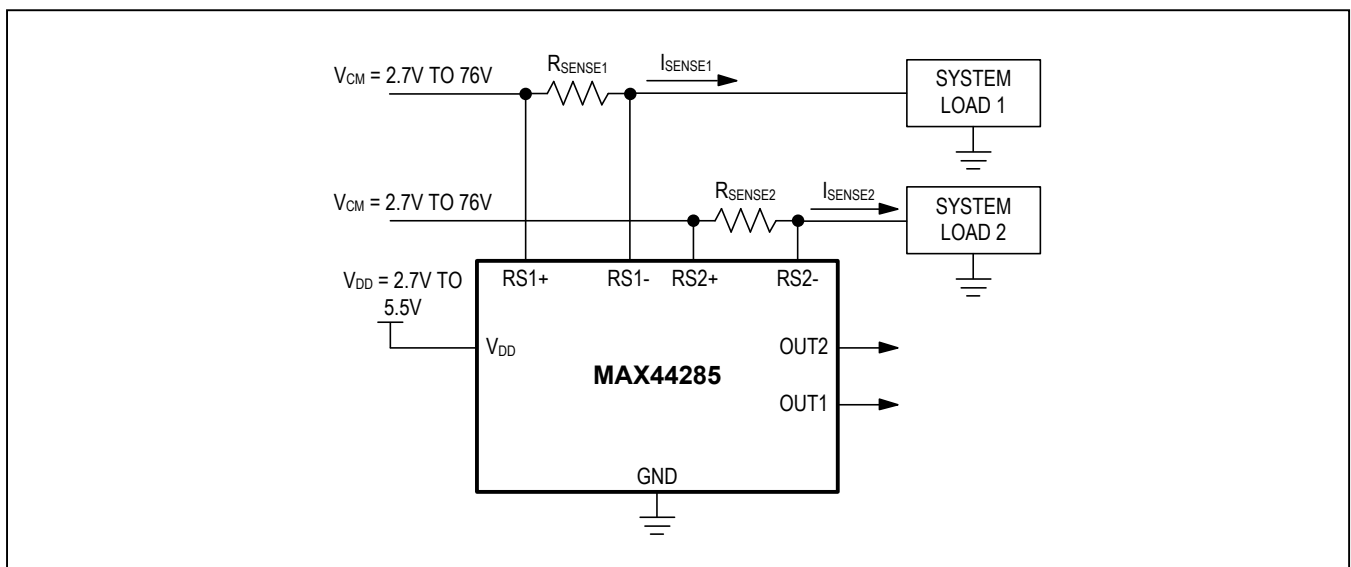 V_CM = 2.7V TO 76V
R_SENSE1
I_SENSE1
SYSTEM
LOAD 1
V_CM = 2.7V TO 76V
R_SENSE2
I_SENSE2
SYSTEM
LOAD 2
V_DD = 2.7V TO
5.5V
RS1+
RS1-
RS2+
RS2-
V_DD
OUT2
MAX44285
OUT1
GND